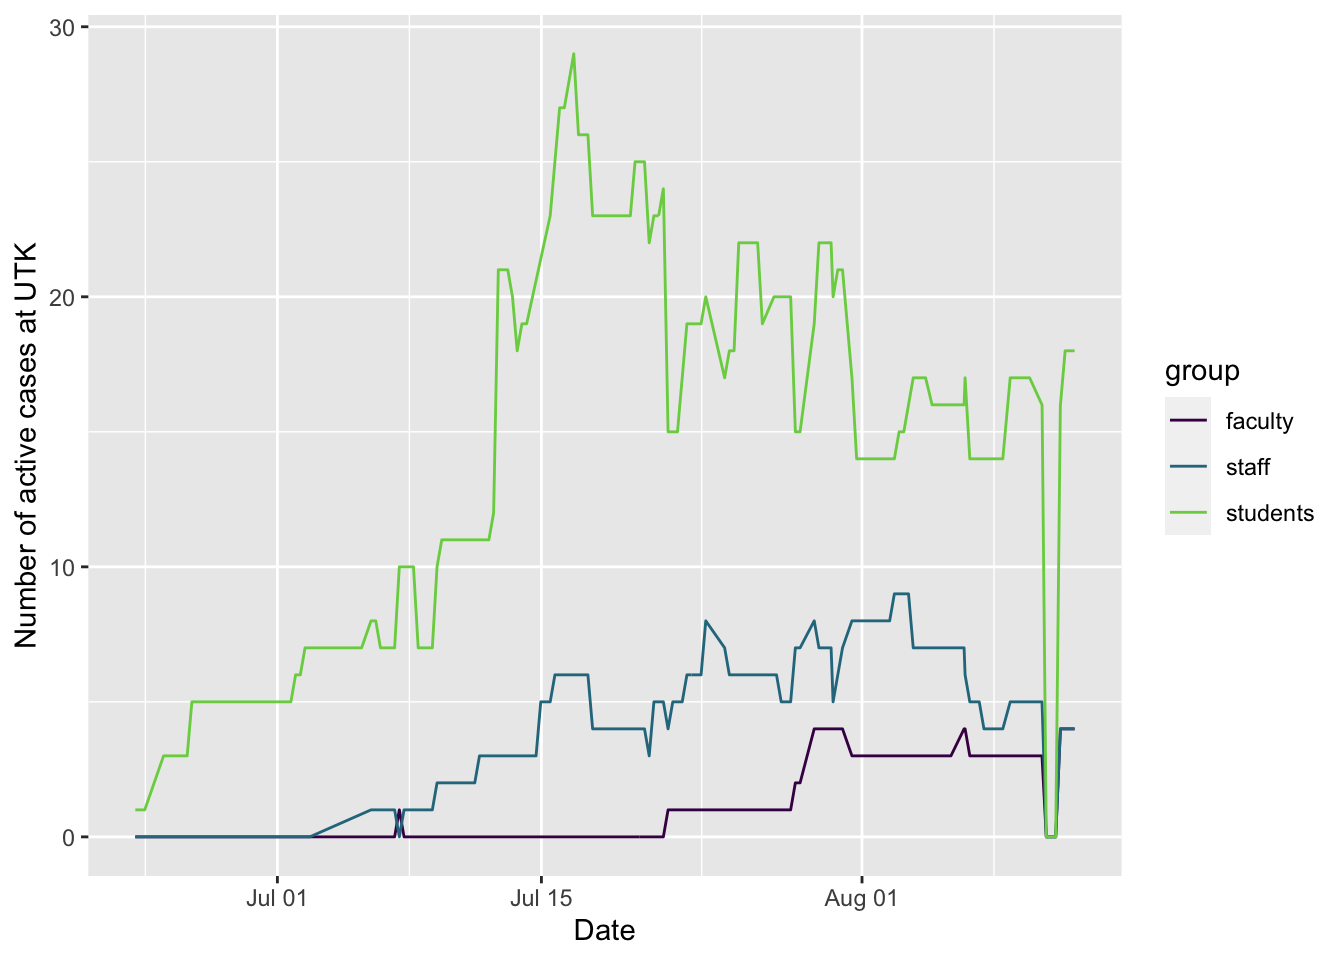 Number of active cases at UTK
30
20
10
0
Jul 01
Jul 15
Aug 01
Date
group
faculty
staff
students